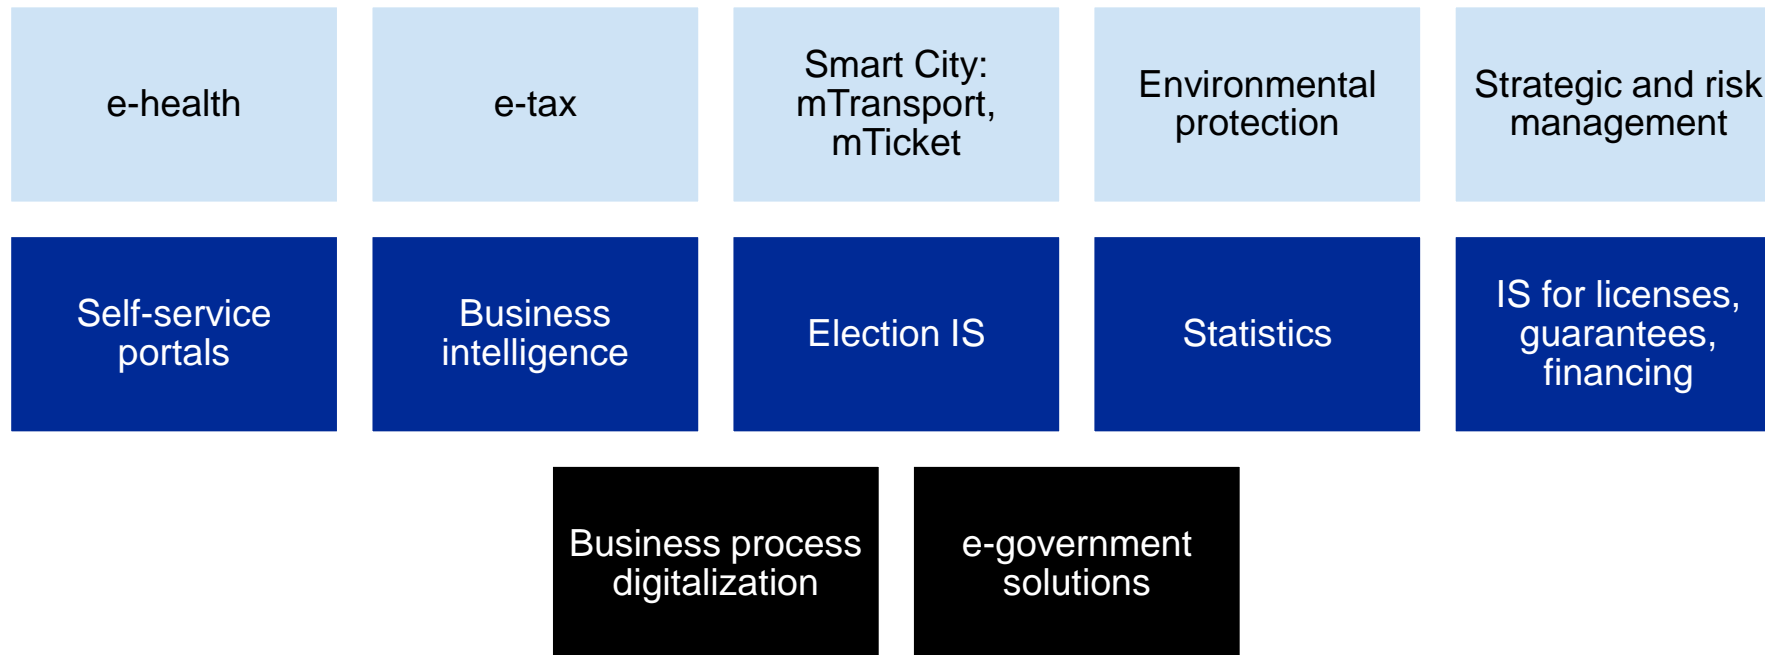 e-health
e-tax
Smart City:
mTransport,
mTicket
Environmental
protection
Strategic and risk
management
Self-service
portals
Business
intelligence
Election IS
Statistics
IS for licenses,
guarantees,
financing
Business process
digitalization
e-government
solutions